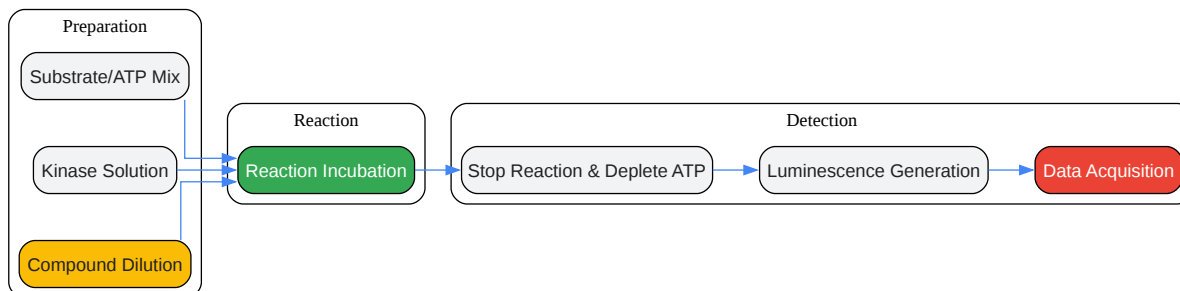 Preparation
Substrate/ATP Mix
Kinase Solution
Compound Dilution
Reaction
Reaction Incubation
Detection
Stop Reaction & Deplete ATP
Luminescence Generation
Data Acquisition